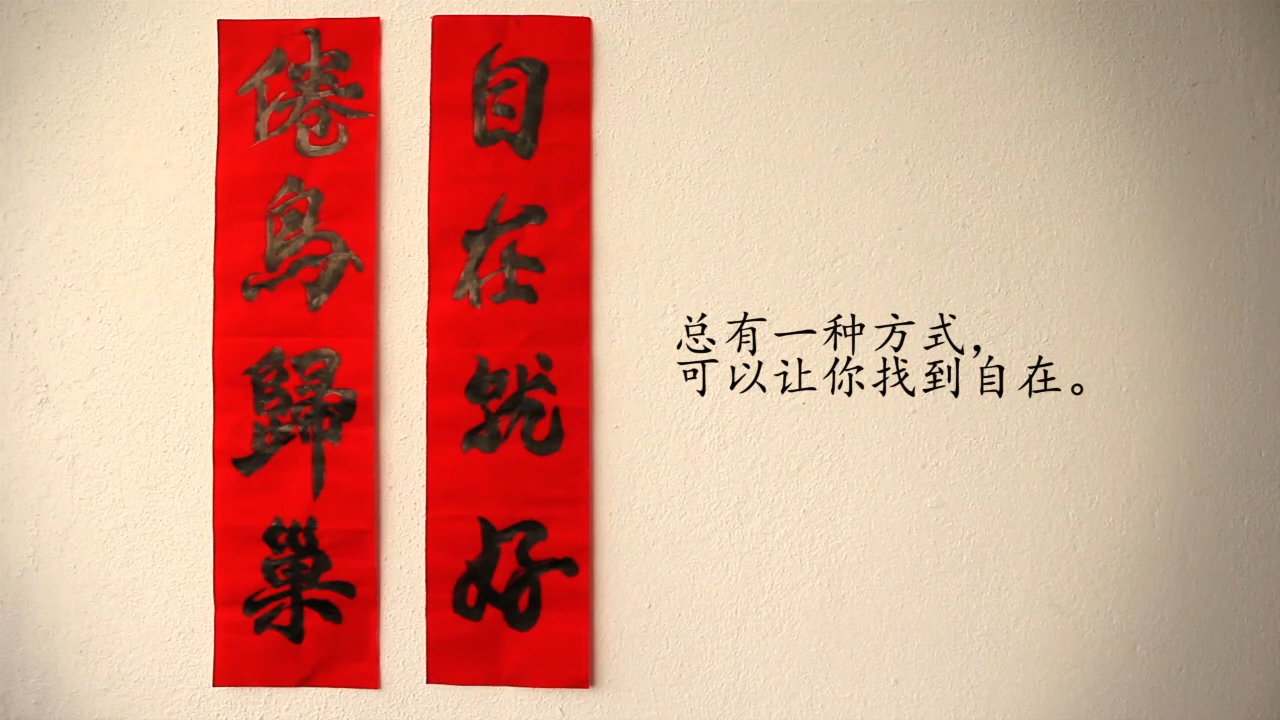 倦鳥歸巢
自在就好
总有一种方式，
可以让你找到自在。